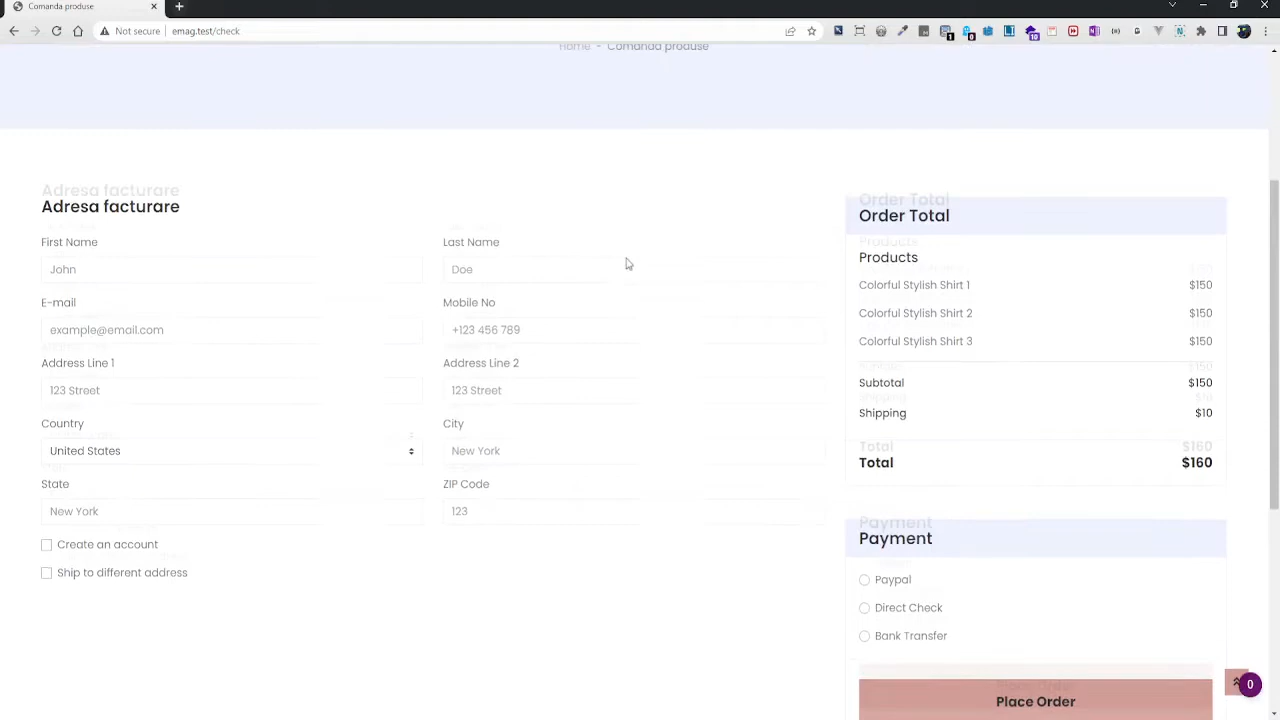 Comanda produse
Not secure
emag.test/check
Home - Comanda produse
Adresa facturare
First Name
Last Name
John
Doe
E-mail
Mobile No
example@email.com
+123 456 789
Address Line 1
Address Line 2
123 Street
123 Street
Country
City
United States
New York
State
ZIP Code
New York
123
Create an account
Ship to different address
Order Total
Products
Colorful Stylish Shirt 1 $150
Colorful Stylish Shirt 2 $150
Colorful Stylish Shirt 3 $150
Subtotal $150
Shipping $10
Total $160
Payment
Paypal
Direct Check
Bank Transfer
Place Order
0